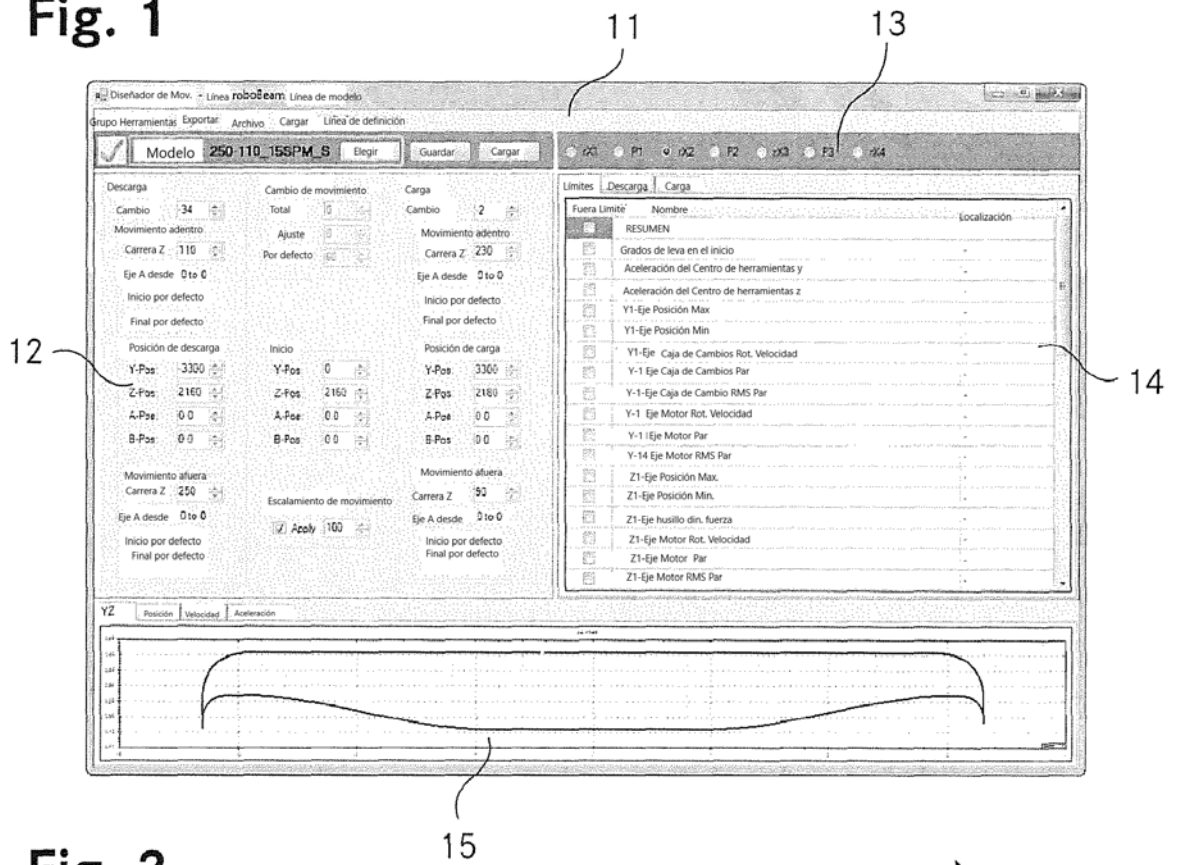 Fig. 1
11
13
Diseñador de Mov. - Línea roboBeam Línea de modelo
Grupo Herramientas Exportar Archivo Cargar Línea de definición
Modelo 250-110_15SPM_S Elegir Guardar Cargar
rX1 P1 rX2 P2 rX3 P3 rX4
Descarga
Cambio -34
Movimiento adentro
Carrera Z 110
Eje A desde 0 to 0
Inicio por defecto
Final por defecto
Cambio de movimiento
Total 0
Ajuste 0
Por defecto 60
Carga
Cambio 2
Movimiento adentro
Carrera Z 230
Eje A desde 0 to 0
Inicio por defecto
Final por defecto
12
Posición de descarga
Y-Pos: -3300
Z-Pos: 2160
A-Pos: 0.0
B-Pos: 0.0
Inicio
Y-Pos 0
Z-Pos: 2160
A-Pos: 0.0
B-Pos 0.0
Posición de carga
Y-Pos: 3300
Z-Pos 2180
A-Pos 0.0
B-Pos 0.0
Movimiento afuera
Carrera Z 250
Eje A desde 0 to 0
Inicio por defecto
Final por defecto
Escalamiento de movimiento
Apply 100
Movimiento afuera
Carrera Z 90
Eje A desde 0 to 0
Inicio por defecto
Final por defecto
Límites Descarga Carga
Fuera Limite Nombre Localización
RESUMEN
Grados de leva en el inicio -
Aceleración del Centro de herramientas y -
Aceleración del Centro de herramientas z -
Y1-Eje Posición Max -
Y1-Eje Posición Min -
Y1-Eje Caja de Cambios Rot. Velocidad -
Y-1 Eje Caja de Cambios Par -
Y-1-Eje Caja de Cambio RMS Par -
Y-1 Eje Motor Rot. Velocidad -
Y-1 IEje Motor Par -
Y-14 Eje Motor RMS Par -
Z1-Eje Posición Max. -
Z1-Eje Posición Min. -
Z1-Eje husillo din. fuerza -
Z1-Eje Motor Rot. Velocidad -
Z1-Eje Motor Par -
Z1-Eje Motor RMS Par -
14
YZ Posición Velocidad Aceleración
15
Fig. 2